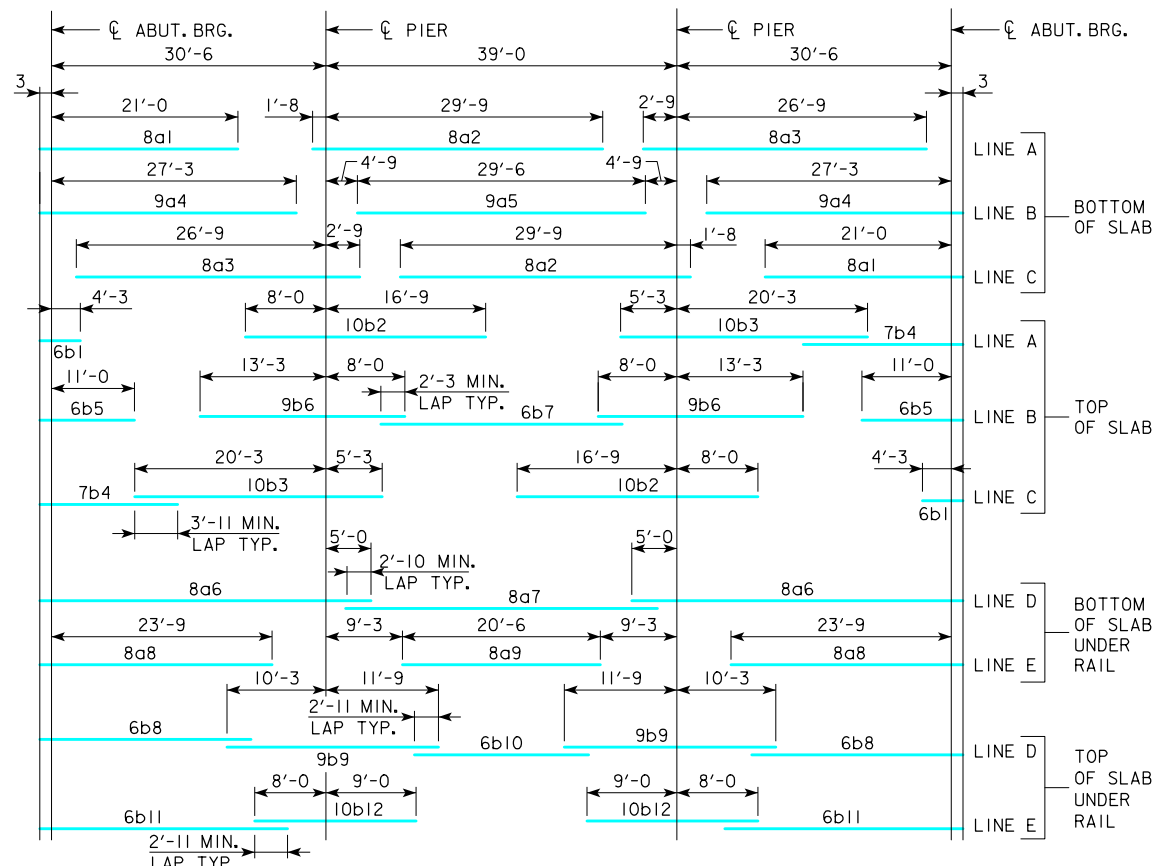 ℄ ABUT. BRG. ℄ PIER ℄ PIER ℄ ABUT. BRG.
30'-6 39'-0 30'-6
3 3
21'-0 1'-8 29'-9 2'-9 26'-9
8a1 8a2 8a3 LINE A
27'-3 4'-9 29'-6 4'-9 27'-3
9a4 9a5 9a4 LINE B
BOTTOM
OF SLAB
26'-9 2'-9 29'-9 1'-8 21'-0
8a3 8a2 8a1 LINE C
4'-3 8'-0 16'-9 5'-3 20'-3
6b1 10b2 10b3 7b4 LINE A
11'-0 13'-3 8'-0 2'-3 MIN.
LAP TYP.
8'-0 13'-3 11'-0
6b5 9b6 6b7 9b6 6b5 LINE B
TOP
OF SLAB
20'-3 5'-3 16'-9 8'-0 4'-3
7b4 10b3 10b2 6b1 LINE C
3'-11 MIN.
LAP TYP.
5'-0 5'-0
2'-10 MIN.
LAP TYP.
8a6 8a7 8a6 LINE D
BOTTOM
OF SLAB
UNDER
RAIL
23'-9 9'-3 20'-6 9'-3 23'-9
8a8 8a9 8a8 LINE E
10'-3 11'-9 11'-9 10'-3
2'-11 MIN.
LAP TYP.
6b8 9b9 6b10 9b9 6b8 LINE D
TOP
OF SLAB
UNDER
RAIL
8'-0 9'-0 9'-0 8'-0
6b11 10b12 10b12 6b11 LINE E
2'-11 MIN.
LAP TYP.